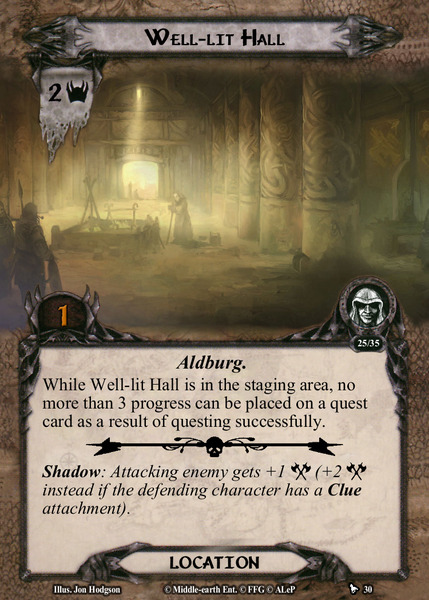 Well-lit Hall
2
1
25/35
Aldburg.
While Well-lit Hall is in the staging area, no
more than 3 progress can be placed on a quest
card as a result of questing successfully.
Shadow: Attacking enemy gets +1 (+2
instead if the defending character has a Clue
attachment).
LOCATION
Illus. Jon Hodgson © Middle-earth Ent. © FFG © ALeP 30